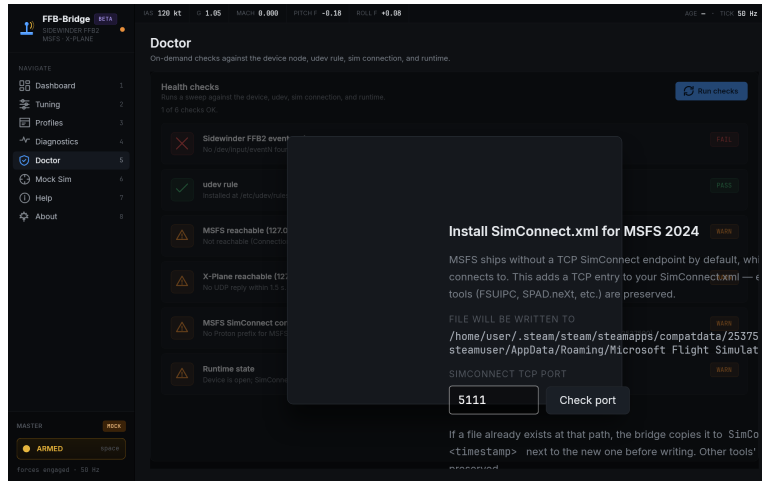 FFB-Bridge BETA
SIDEWINDER FFB2
MSFS · X-PLANE
IAS 120 kt · G 1.05 MACH 0.000 PITCH F -0.18 ROLL F +0.08
AGE — · TICK 50 Hz
NAVIGATE
Dashboard 1
Tuning 2
Profiles 3
Diagnostics 4
Doctor 5
Mock Sim 6
Help 7
About 8
MASTER MOCK
ARMED space
forces engaged · 50 Hz
Doctor
On-demand checks against the device node, udev rule, sim connection, and runtime.
Health checks
Runs a sweep against the device, udev, sim connection, and runtime.
1 of 6 checks OK
Run checks
Sidewinder FFB2 event
No /dev/input/eventN
FAIL
udev rule
Installed at /etc/udev/rules
PASS
MSFS reachable (127.0
Not reachable (Connectio
WARN
X-Plane reachable (127
No UDP reply within 1.5 s.
MSFS SimConnect con
No Proton prefix for MSFS
WARN
Runtime state
Device is open; SimConne
WARN
Install SimConnect.xml for MSFS 2024
MSFS ships without a TCP SimConnect endpoint by default,
connects to. This adds a TCP entry to your SimConnect.xml —
tools (FSUIPC, SPAD.neXt, etc.) are preserved.
FILE WILL BE WRITTEN TO
/home/user/.steam/steam/steamapps/compatdata/25375
steamuser/AppData/Roaming/Microsoft Flight Simulat
SIMCONNECT TCP PORT
5111 Check port
If a file already exists at that path, the bridge copies it to SimCo
<timestamp> next to the new one before writing. Other tools'
preserved